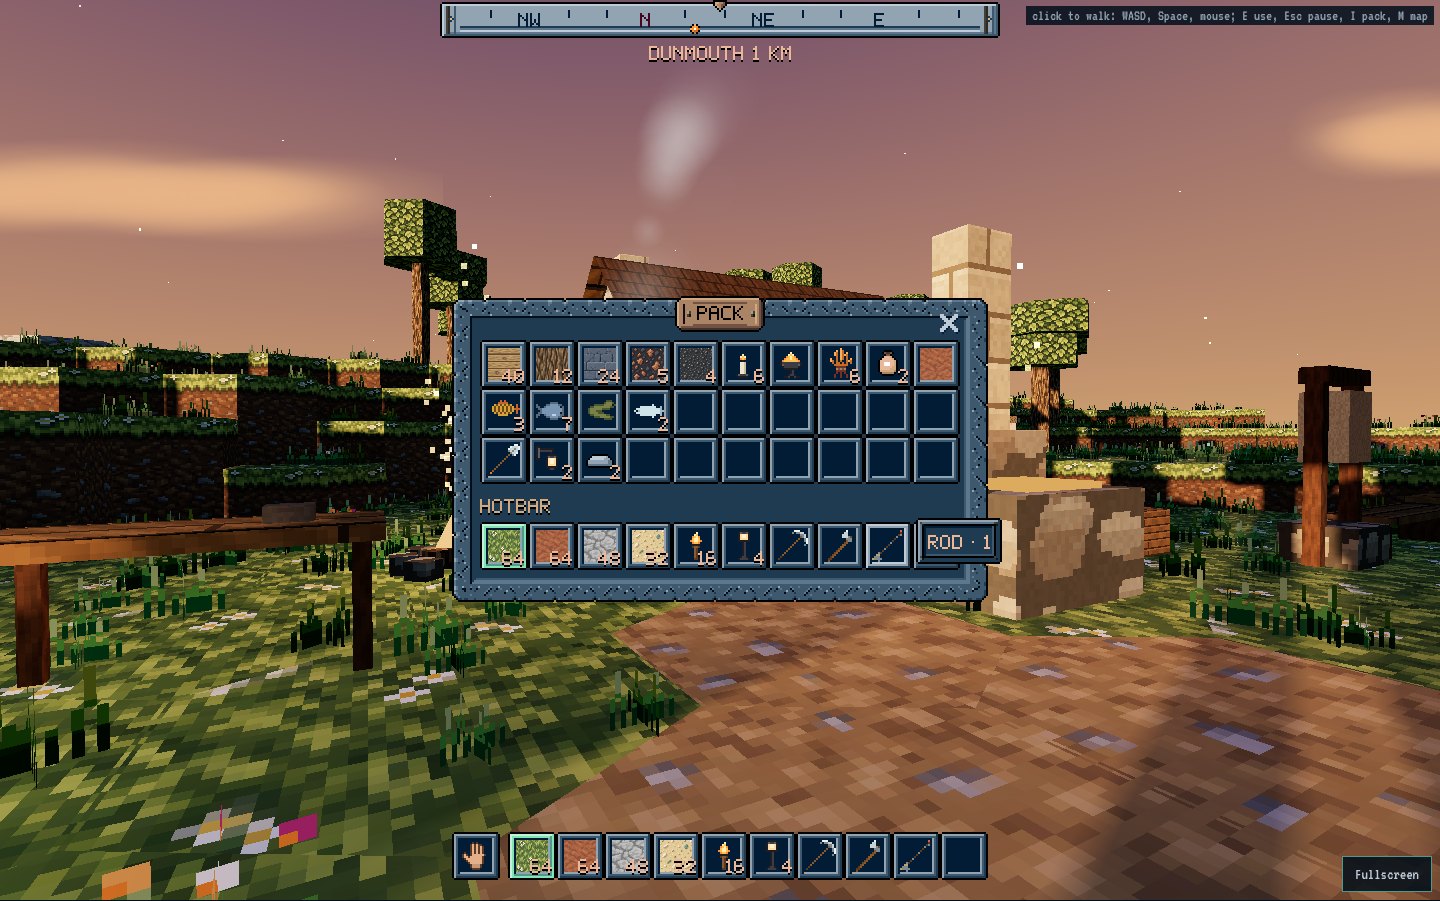 NW N NE E
click to walk: WASD, Space, mouse; E use, Esc pause, I pack, M map
DUNMOUTH 1 KM
PACK
40 12 24 5 4 6 6 2
3 7 2
2 2
HOTBAR
64 64 48 32 16 4
ROD · 1
64 64 48 32 16 4
Fullscreen